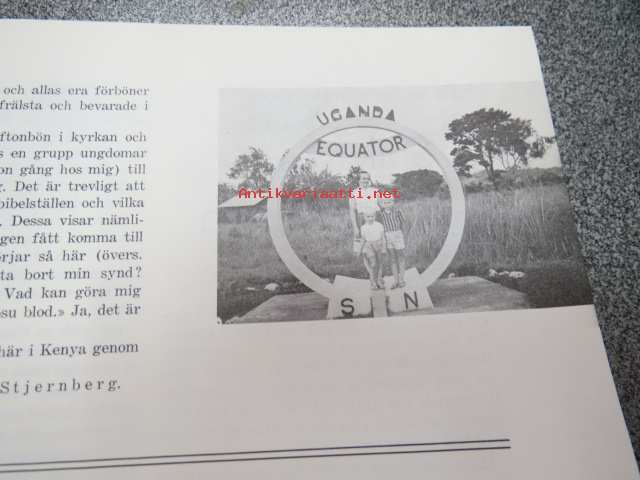 och allas era förböner
frälsta och bevarade i
ftonbön i kyrkan och
s en grupp ungdomar
on gång hos mig) till
g. Det är trevligt att
bibelställen och vilka
. Dessa visar nämli-
gen fått komma till
örjar så här (övers.
ta bort min synd?
Vad kan göra mig
su blod.» Ja, det är
här i Kenya genom
Stjernberg.
UGANDA
EQUATOR
S N
Antikvariaatti.net